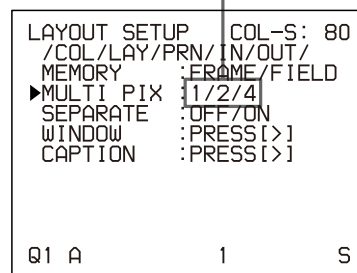 LAYOUT SETUP COL-S: 80
/COL/LAY/PRN/IN/OUT/
MEMORY :FRAME/FIELD
▶MULTI PIX :1/2/4
SEPARATE :OFF/ON
WINDOW :PRESS[>]
CAPTION :PRESS[>]
Q1 A 1 S